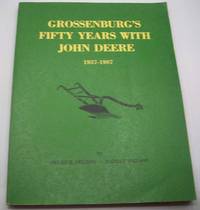 GROSSENBURG'S
FIFTY YEARS WITH
JOHN DEERE
1937-1987